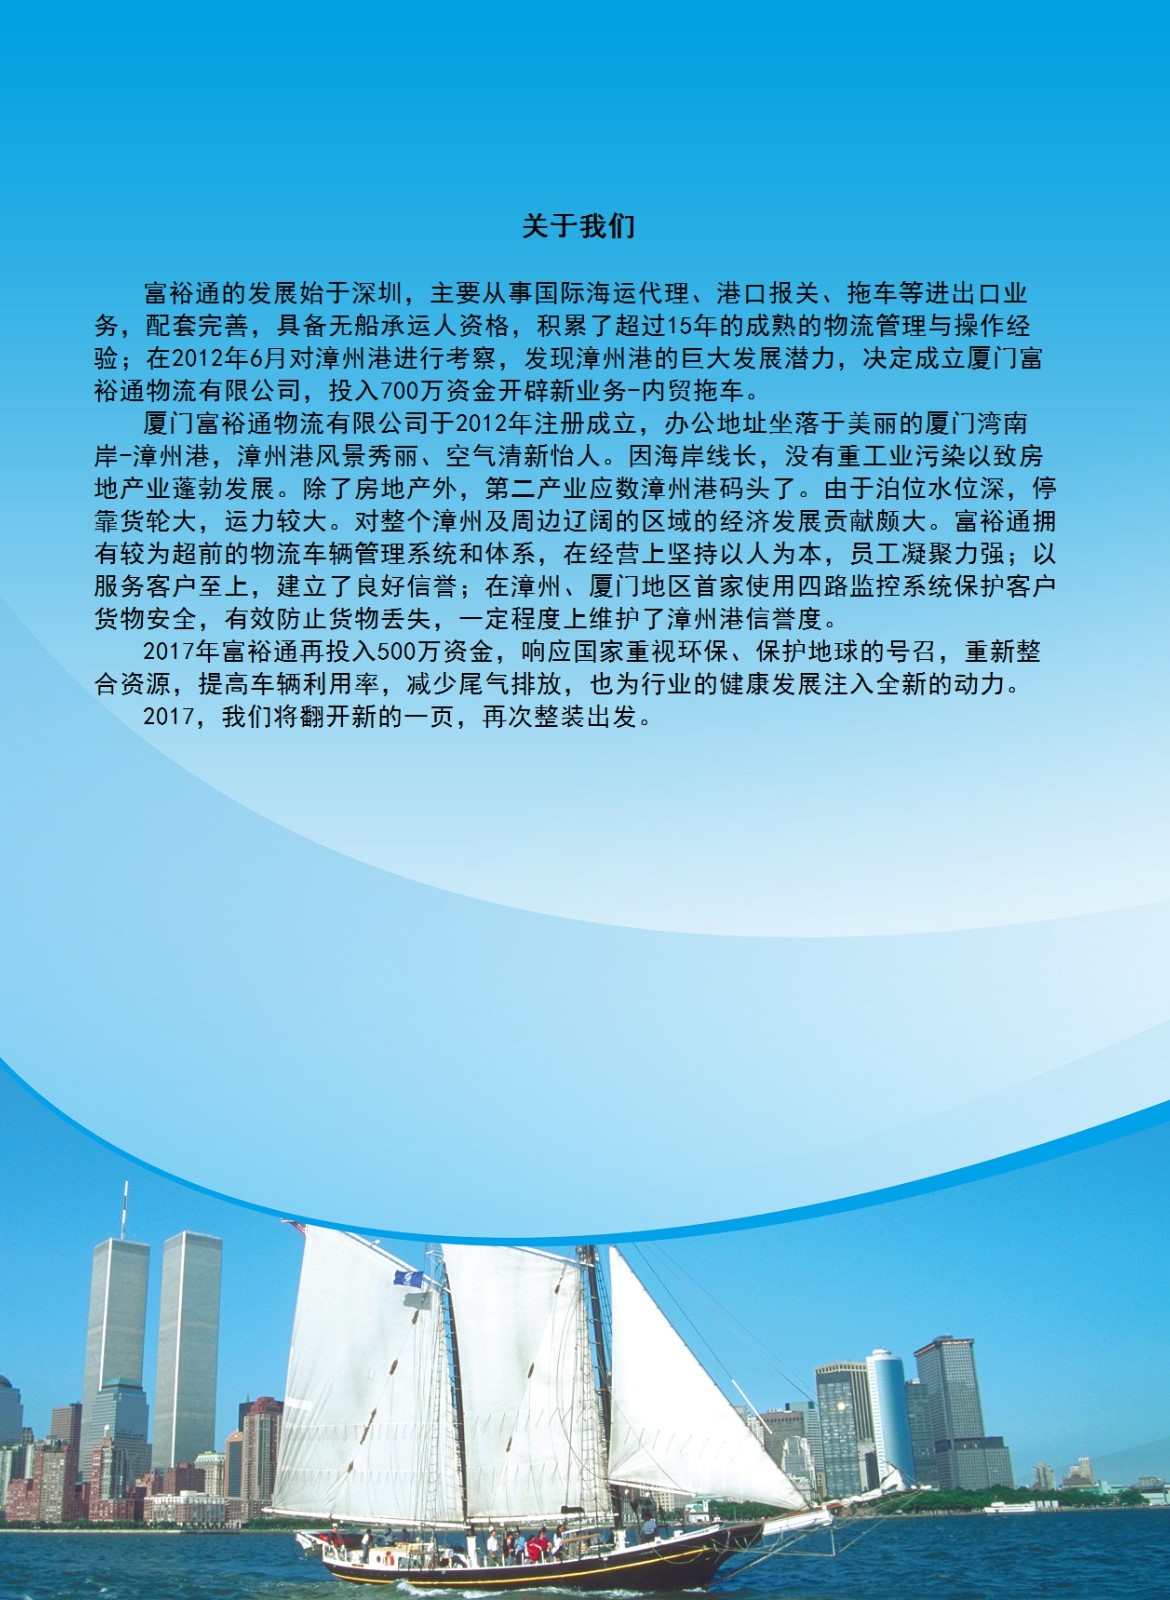 关于我们
富裕通的发展始于深圳，主要从事国际海运代理、港口报关、拖车等进出口业
务，配套完善，具备无船承运人资格，积累了超过15年的成熟的物流管理与操作经
验；在2012年6月对漳州港进行考察，发现漳州港的巨大发展潜力，决定成立厦门富
裕通物流有限公司，投入700万资金开辟新业务-内贸拖车。
厦门富裕通物流有限公司于2012年注册成立，办公地址坐落于美丽的厦门湾南
岸-漳州港，漳州港风景秀丽、空气清新怡人。因海岸线长，没有重工业污染以致房
地产业蓬勃发展。除了房地产外，第二产业应数漳州港码头了。由于泊位水位深，停
靠货轮大，运力较大。对整个漳州及周边辽阔的区域的经济发展贡献颇大。富裕通拥
有较为超前的物流车辆管理系统和体系，在经营上坚持以人为本，员工凝聚力强；以
服务客户至上，建立了良好信誉；在漳州、厦门地区首家使用四路监控系统保护客户
货物安全，有效防止货物丢失，一定程度上维护了漳州港信誉度。
2017年富裕通再投入500万资金，响应国家重视环保、保护地球的号召，重新整
合资源，提高车辆利用率，减少尾气排放，也为行业的健康发展注入全新的动力。
2017，我们将翻开新的一页，再次整装出发。